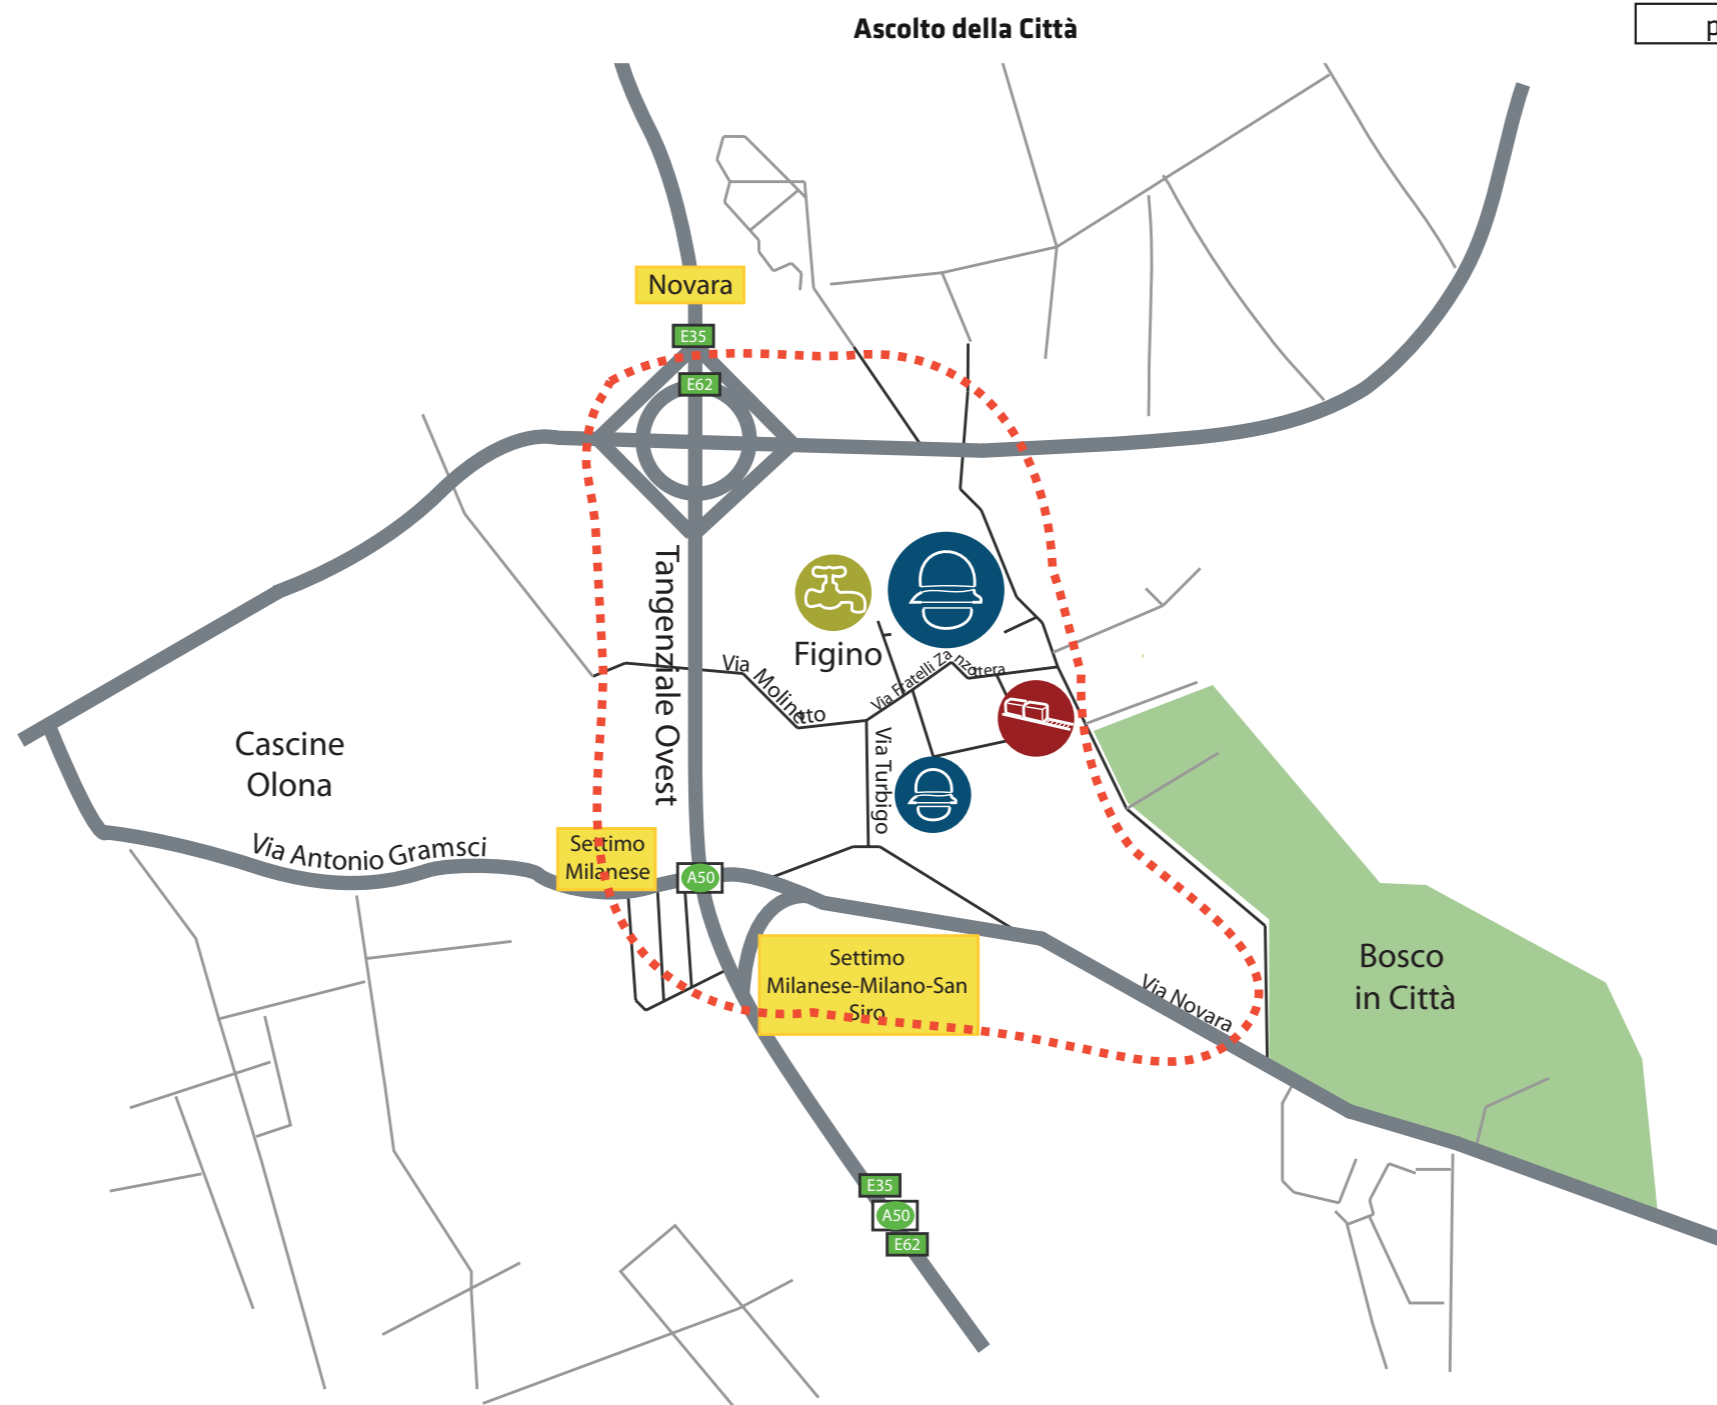 Ascolto della Città
p
Novara
E35
E62
Tangenziale Ovest
Figino
Via Molinetto
Via Fratelli Zanzottera
Via Turbigo
Cascine
Olona
Via Antonio Gramsci
Settimo
Milanese
A50
Settimo
Milanese-Milano-San
Siro
Via Novara
Bosco
in Città
E35
A50
E62